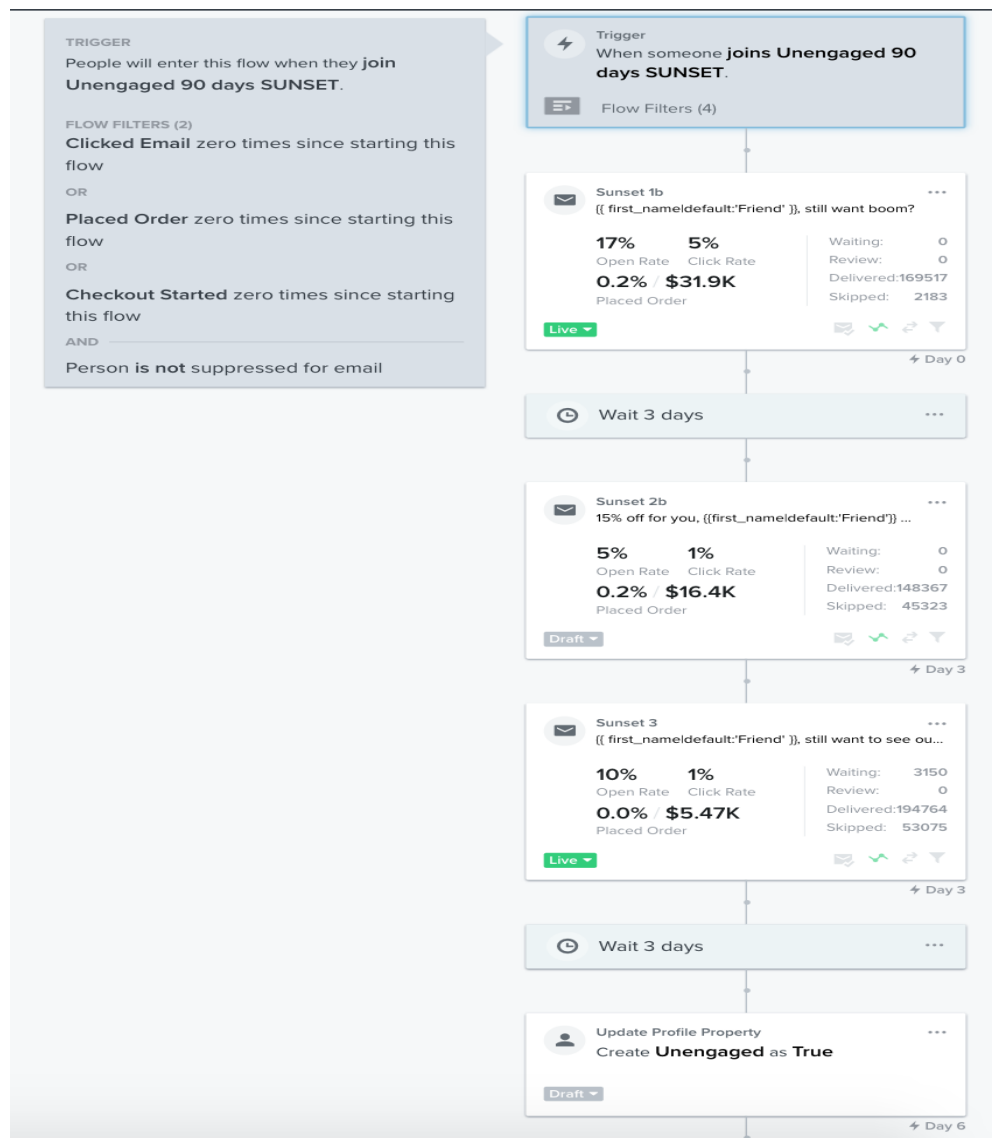 TRIGGER
People will enter this flow when they join
Unengaged 90 days SUNSET.
FLOW FILTERS (2)
Clicked Email zero times since starting this
flow
OR
Placed Order zero times since starting this
flow
OR
Checkout Started zero times since starting
this flow
AND
Person is not suppressed for email
Trigger
When someone joins Unengaged 90
days SUNSET.
Flow Filters (4)
Sunset 1b
{{ first_name|default:'Friend' }}, still want boom?
17% 5%
Open Rate Click Rate
0.2% / $31.9K
Placed Order
Waiting: 0
Review: 0
Delivered:169517
Skipped: 2183
Live
Day 0
Wait 3 days
Sunset 2b
15% off for you, {{first_name|default:'Friend'}} ...
5% 1%
Open Rate Click Rate
0.2% / $16.4K
Placed Order
Waiting: 0
Review: 0
Delivered:148367
Skipped: 45323
Draft
Day 3
Sunset 3
{{ first_name|default:'Friend' }}, still want to see ou...
10% 1%
Open Rate Click Rate
0.0% / $5.47K
Placed Order
Waiting: 3150
Review: 0
Delivered:194764
Skipped: 53075
Live
Day 3
Wait 3 days
Update Profile Property
Create Unengaged as True
Draft
Day 6